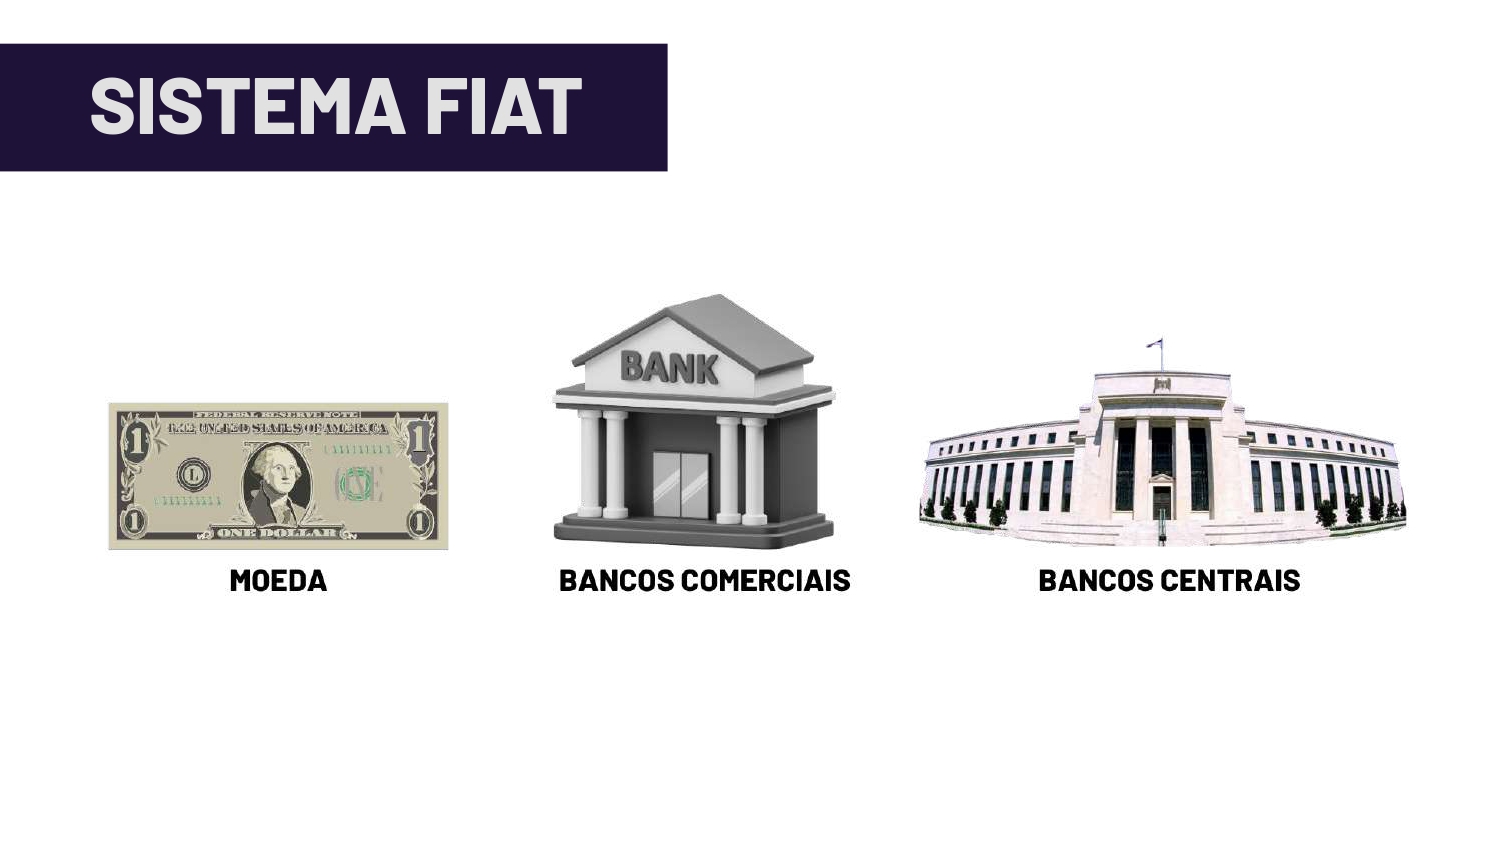 SISTEMA FIAT
BANK
FEDERAL RESERVE NOTE
THE UNITED STATES OF AMERICA
1
1
L
1
1
ONE DOLLAR
MOEDA
BANCOS COMERCIAIS
BANCOS CENTRAIS